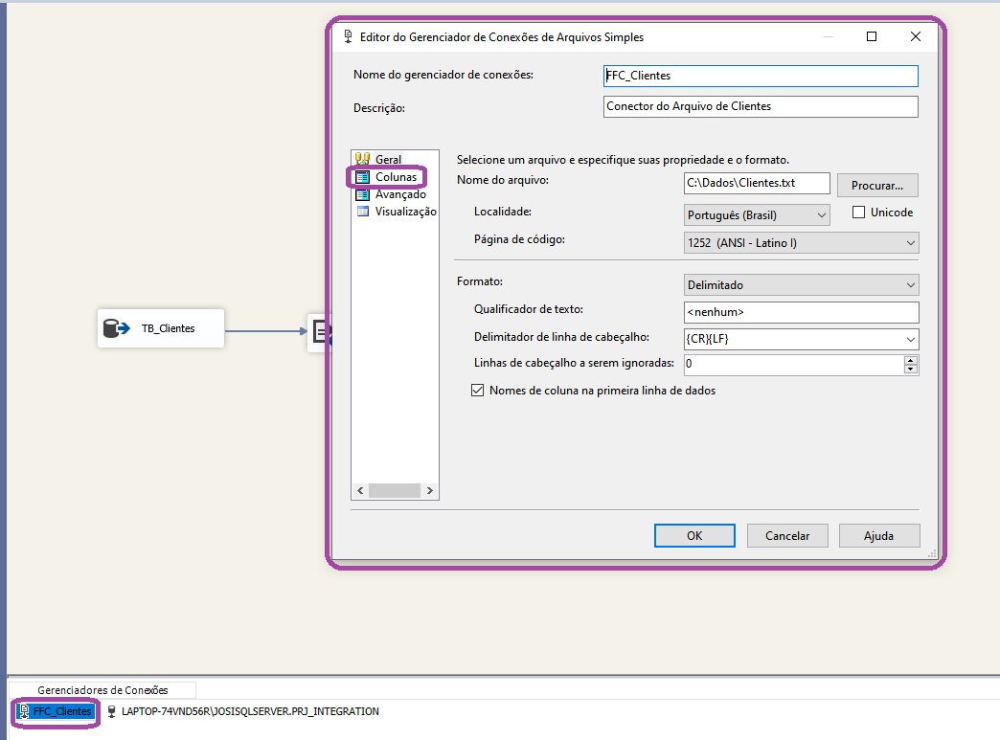 Editor do Gerenciador de Conexões de Arquivos Simples
Nome do gerenciador de conexões:
FFC_Clientes
Descrição:
Conector do Arquivo de Clientes
Geral
Colunas
Avançado
Visualização
Selecione um arquivo e especifique suas propriedade e o formato.
Nome do arquivo:
C:\Dados\Clientes.txt
Procurar...
Localidade:
Português (Brasil)
Unicode
Página de código:
1252 (ANSI - Latino I)
Formato:
Delimitado
Qualificador de texto:
<nenhum>
Delimitador de linha de cabeçalho:
{CR}{LF}
Linhas de cabeçalho a serem ignoradas:
0
Nomes de coluna na primeira linha de dados
OK
Cancelar
Ajuda
TB_Clientes
Gerenciadores de Conexões
FFC_Clientes
LAPTOP-74VND56R\JOSISQLSERVER.PRJ_INTEGRATION